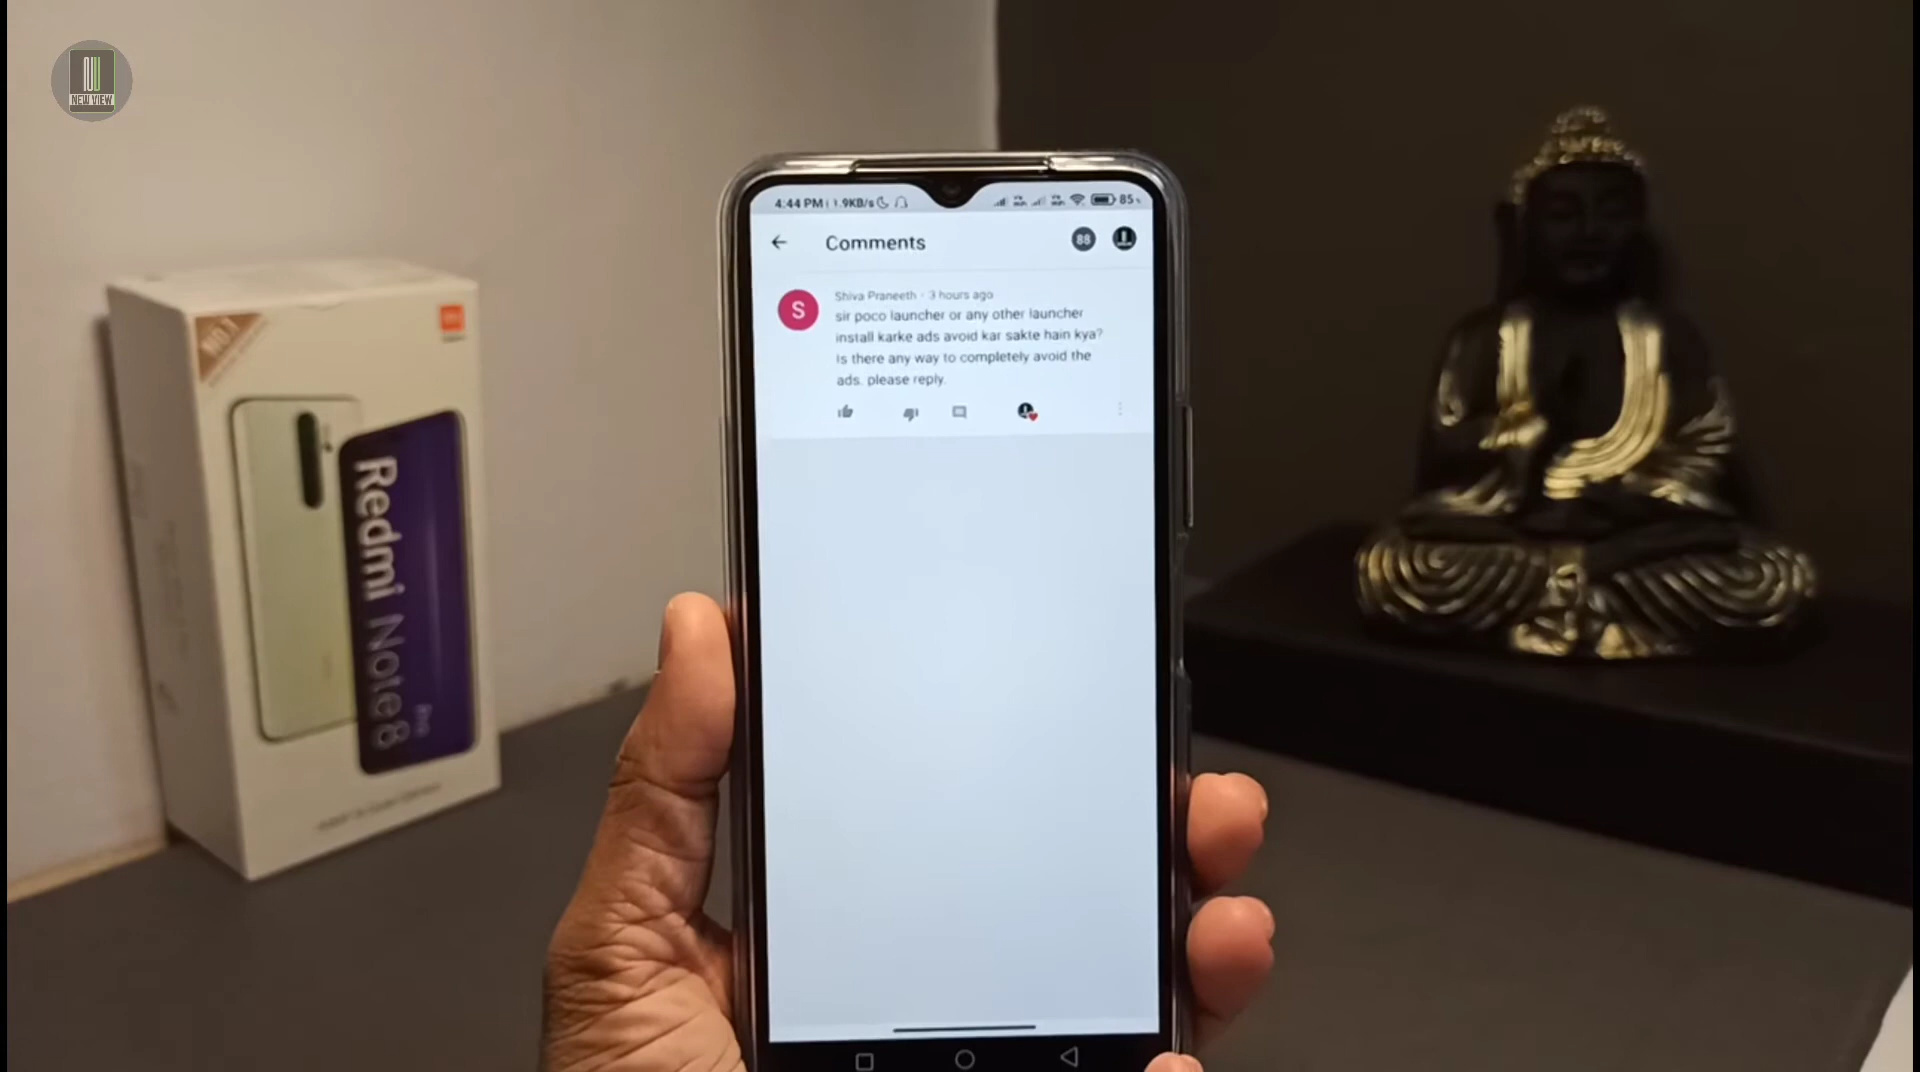 NEW VIEW
4:44 PM
1.9KB/s
85
Comments
88
S
Shiva Praneeth · 3 hours ago
sir poco launcher or any other launcher
install karke ads avoid kar sakte hain kya?
Is there any way to completely avoid the
ads. please reply.
Redmi Note8
Pro